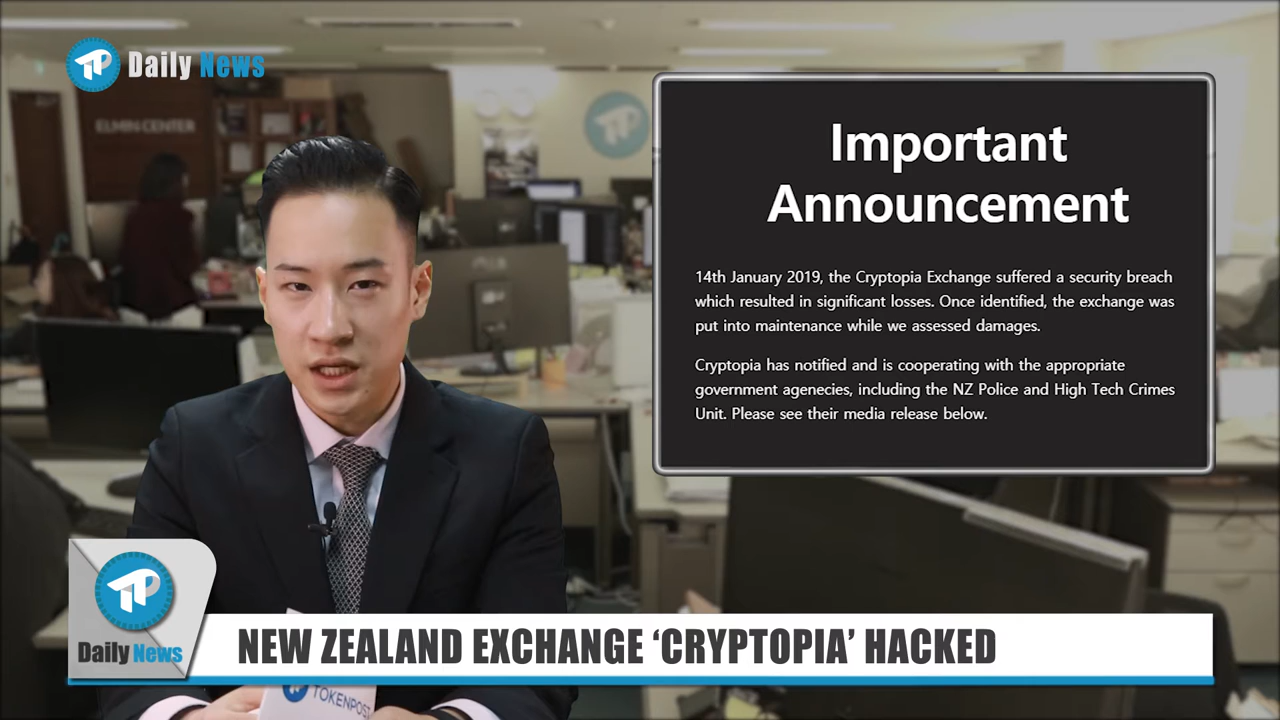 Daily News
ELMIN CENTER
Important
Announcement
14th January 2019, the Cryptopia Exchange suffered a security breach
which resulted in significant losses. Once identified, the exchange was
put into maintenance while we assessed damages.
Cryptopia has notified and is cooperating with the appropriate
government agenecies, including the NZ Police and High Tech Crimes
Unit. Please see their media release below.
Daily News
NEW ZEALAND EXCHANGE ‘CRYPTOPIA’ HACKED
TOKENPOST